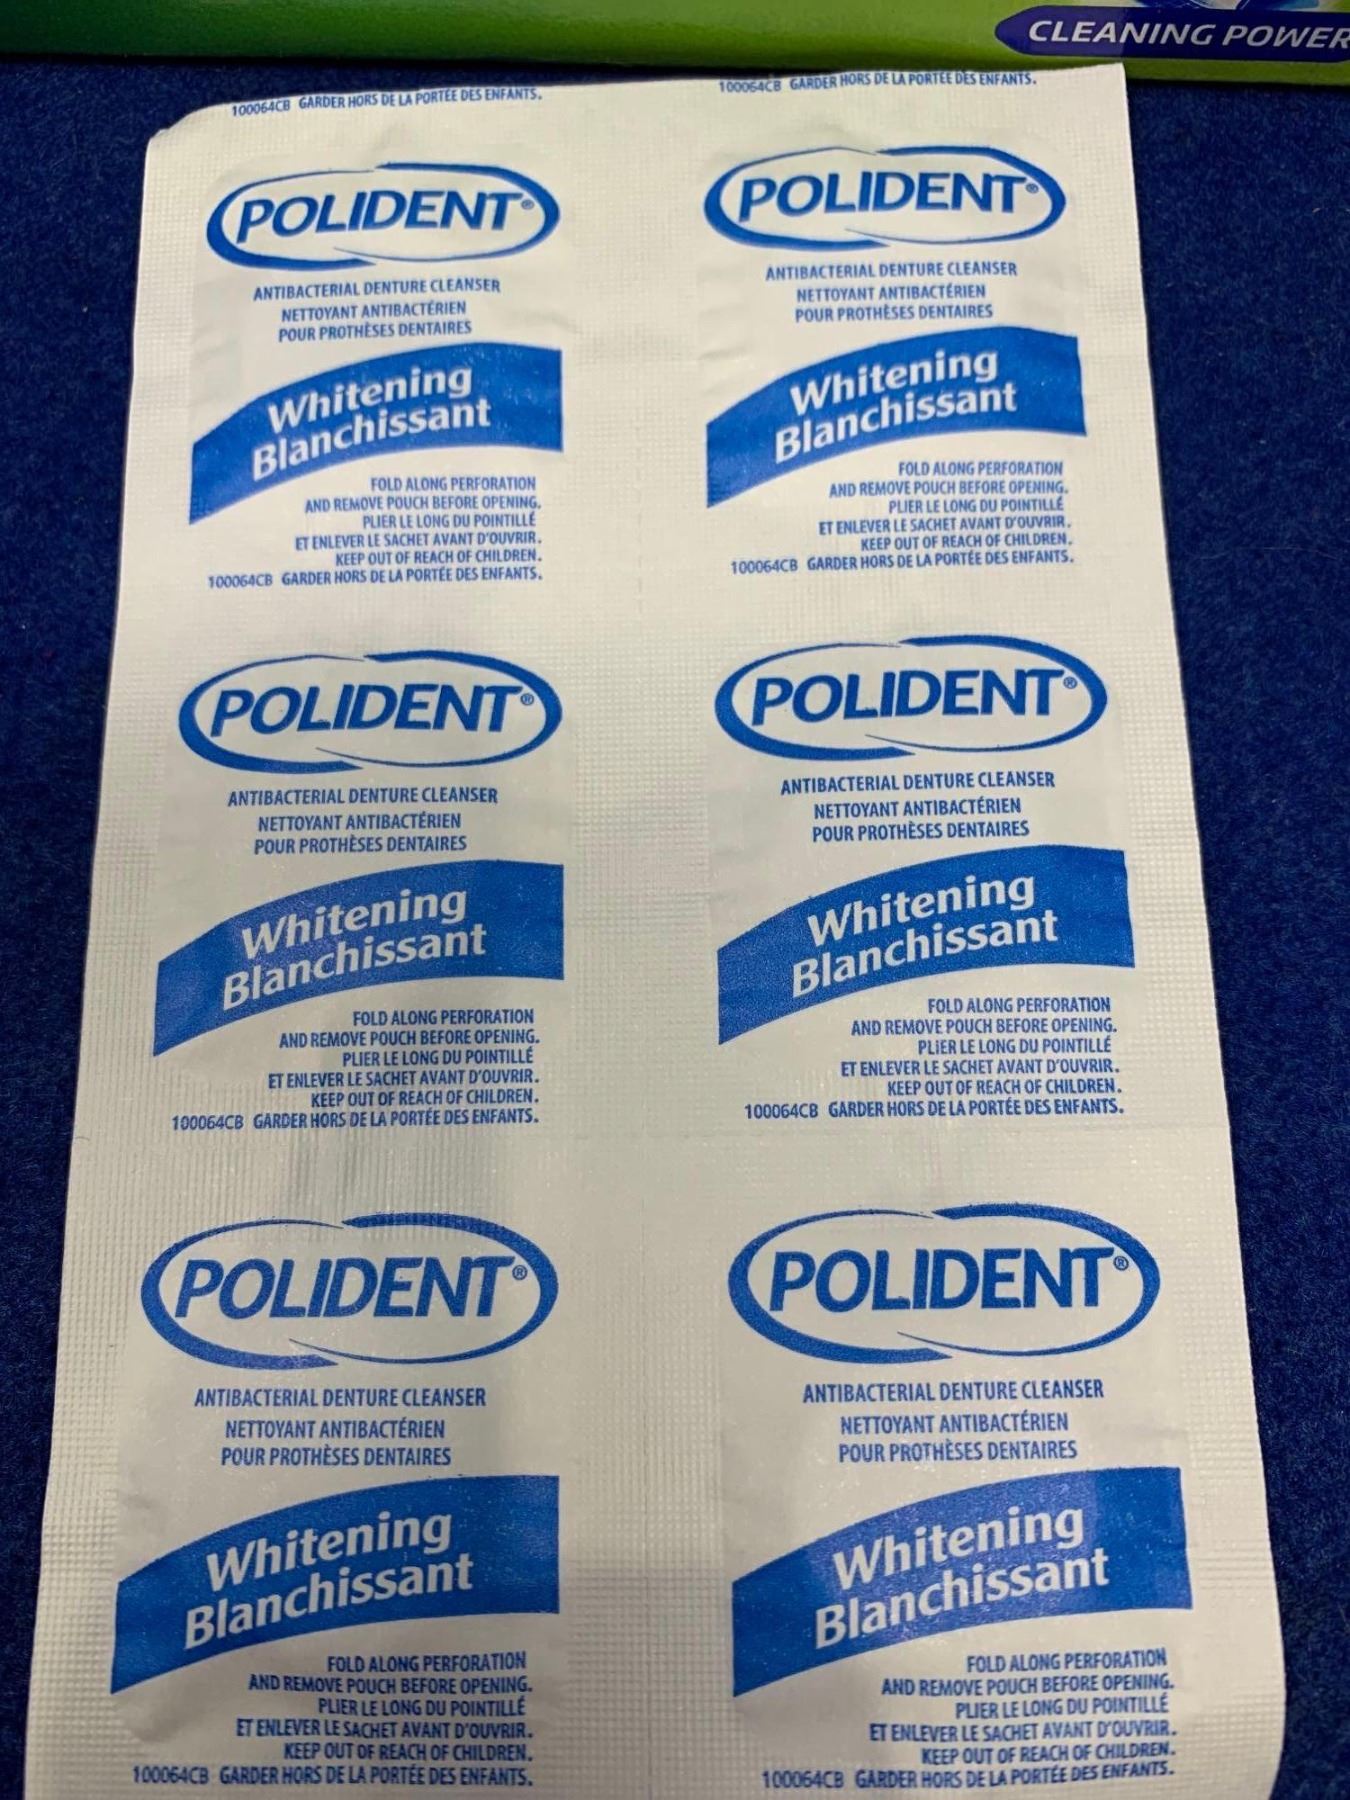 CLEANING POWER
100064CB GARDER HORS DE LA PORTÉE DES ENFANTS.
100064CB GARDER HORS DE LA PORTÉE DES ENFANTS.
POLIDENT®
ANTIBACTERIAL DENTURE CLEANSER
NETTOYANT ANTIBACTÉRIEN
POUR PROTHÈSES DENTAIRES
Whitening
Blanchissant
FOLD ALONG PERFORATION
AND REMOVE POUCH BEFORE OPENING.
PLIER LE LONG DU POINTILLÉ
ET ENLEVER LE SACHET AVANT D'OUVRIR.
KEEP OUT OF REACH OF CHILDREN.
100064CB GARDER HORS DE LA PORTÉE DES ENFANTS.
POLIDENT®
ANTIBACTERIAL DENTURE CLEANSER
NETTOYANT ANTIBACTÉRIEN
POUR PROTHÈSES DENTAIRES
Whitening
Blanchissant
FOLD ALONG PERFORATION
AND REMOVE POUCH BEFORE OPENING.
PLIER LE LONG DU POINTILLÉ
ET ENLEVER LE SACHET AVANT D'OUVRIR.
KEEP OUT OF REACH OF CHILDREN.
100064CB GARDER HORS DE LA PORTÉE DES ENFANTS.
POLIDENT®
ANTIBACTERIAL DENTURE CLEANSER
NETTOYANT ANTIBACTÉRIEN
POUR PROTHÈSES DENTAIRES
Whitening
Blanchissant
FOLD ALONG PERFORATION
AND REMOVE POUCH BEFORE OPENING.
PLIER LE LONG DU POINTILLÉ
ET ENLEVER LE SACHET AVANT D'OUVRIR.
KEEP OUT OF REACH OF CHILDREN.
100064CB GARDER HORS DE LA PORTÉE DES ENFANTS.
POLIDENT®
ANTIBACTERIAL DENTURE CLEANSER
NETTOYANT ANTIBACTÉRIEN
POUR PROTHÈSES DENTAIRES
Whitening
Blanchissant
FOLD ALONG PERFORATION
AND REMOVE POUCH BEFORE OPENING.
PLIER LE LONG DU POINTILLÉ
ET ENLEVER LE SACHET AVANT D'OUVRIR.
KEEP OUT OF REACH OF CHILDREN.
100064CB GARDER HORS DE LA PORTÉE DES ENFANTS.
POLIDENT®
ANTIBACTERIAL DENTURE CLEANSER
NETTOYANT ANTIBACTÉRIEN
POUR PROTHÈSES DENTAIRES
Whitening
Blanchissant
FOLD ALONG PERFORATION
AND REMOVE POUCH BEFORE OPENING.
PLIER LE LONG DU POINTILLÉ
ET ENLEVER LE SACHET AVANT D'OUVRIR.
KEEP OUT OF REACH OF CHILDREN.
100064CB GARDER HORS DE LA PORTÉE DES ENFANTS.
POLIDENT®
ANTIBACTERIAL DENTURE CLEANSER
NETTOYANT ANTIBACTÉRIEN
POUR PROTHÈSES DENTAIRES
Whitening
Blanchissant
FOLD ALONG PERFORATION
AND REMOVE POUCH BEFORE OPENING.
PLIER LE LONG DU POINTILLÉ
ET ENLEVER LE SACHET AVANT D'OUVRIR.
KEEP OUT OF REACH OF CHILDREN.
100064CB GARDER HORS DE LA PORTÉE DES ENFANTS.